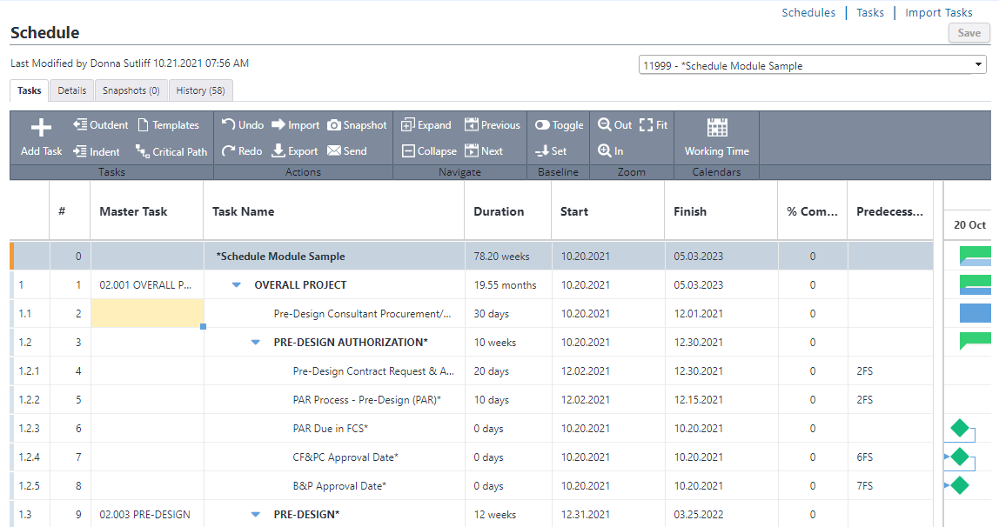 Schedules Tasks Import Tasks
Schedule
Save
Last Modified by Donna Sutliff 10.21.2021 07:56 AM
11999 - *Schedule Module Sample
Tasks Details Snapshots (0) History (58)
Outdent Templates Undo Import Snapshot Expand Previous Toggle Out Fit
Add Task Indent Critical Path Redo Export Send Collapse Next Set In Working Time
Tasks Actions Navigate Baseline Zoom Calendars
# Master Task Task Name Duration Start Finish % Com... Predecess...
20 Oct
0 *Schedule Module Sample 78.20 weeks 10.20.2021 05.03.2023 0
1 1 02.001 OVERALL P... OVERALL PROJECT 19.55 months 10.20.2021 05.03.2023 0
1.1 2 Pre-Design Consultant Procurement/... 30 days 10.20.2021 12.01.2021 0
1.2 3 PRE-DESIGN AUTHORIZATION* 10 weeks 10.20.2021 12.30.2021 0
1.2.1 4 Pre-Design Contract Request & A... 20 days 12.02.2021 12.30.2021 0 2FS
1.2.2 5 PAR Process - Pre-Design (PAR)* 10 days 12.02.2021 12.15.2021 0 2FS
1.2.3 6 PAR Due in FCS* 0 days 10.20.2021 10.20.2021 0
1.2.4 7 CF&PC Approval Date* 0 days 10.20.2021 10.20.2021 0 6FS
1.2.5 8 B&P Approval Date* 0 days 10.20.2021 10.20.2021 0 7FS
1.3 9 02.003 PRE-DESIGN PRE-DESIGN* 12 weeks 12.31.2021 03.25.2022 0